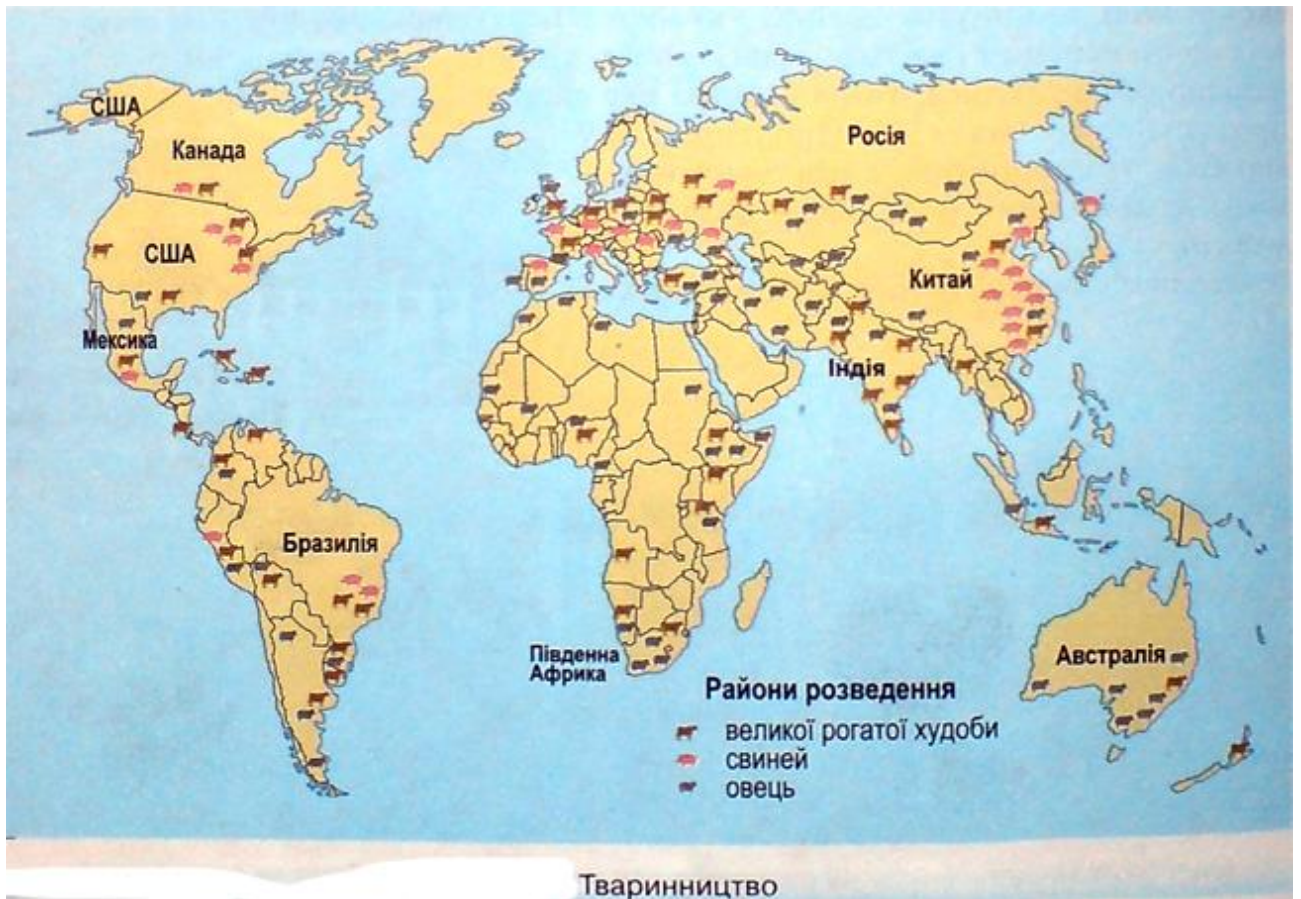 США
Канада
Росія
США
Китай
Мексика
Індія
Бразилія
Південна
Африка
Австралія
Райони розведення
великої рогатої худоби
свиней
овець
Тваринництво